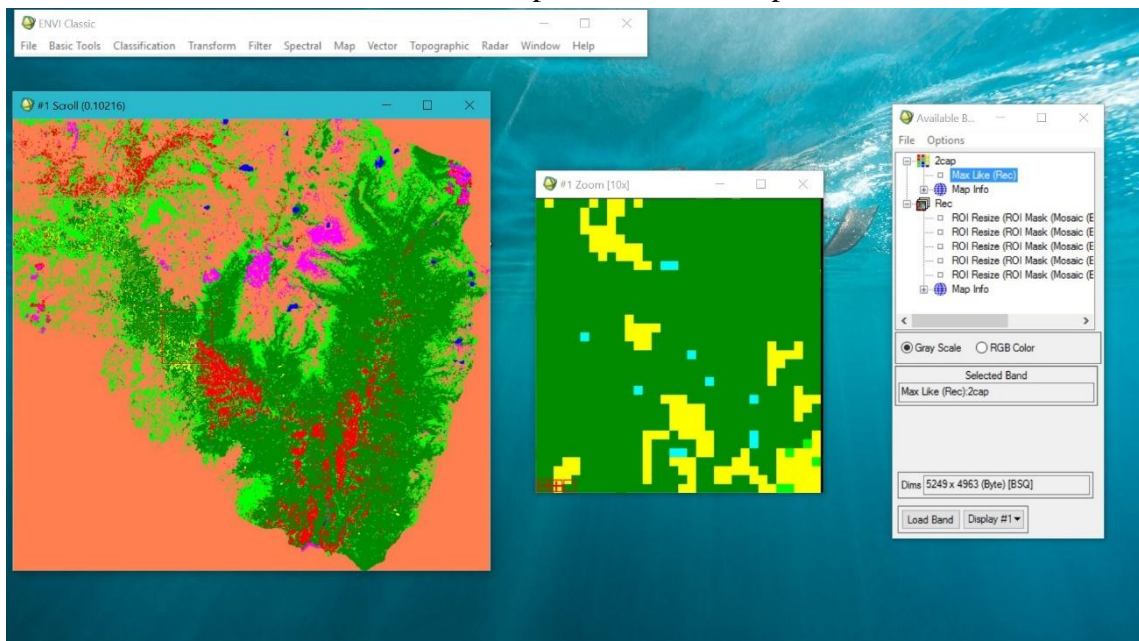 ENVI Classic
File Basic Tools Classification Transform Filter Spectral Map Vector Topographic Radar Window Help
#1 Scroll (0.10216)
#1 Zoom [10x]
Available B...
File Options
2cap
Max Like (Rec)
Map Info
Rec
ROI Resize (ROI Mask (Mosaic (E
ROI Resize (ROI Mask (Mosaic (E
ROI Resize (ROI Mask (Mosaic (E
ROI Resize (ROI Mask (Mosaic (E
ROI Resize (ROI Mask (Mosaic (E
Map Info
Gray Scale RGB Color
Selected Band
Max Like (Rec):2cap
Dims 5249 x 4963 (Byte) [BSQ]
Load Band Display #1